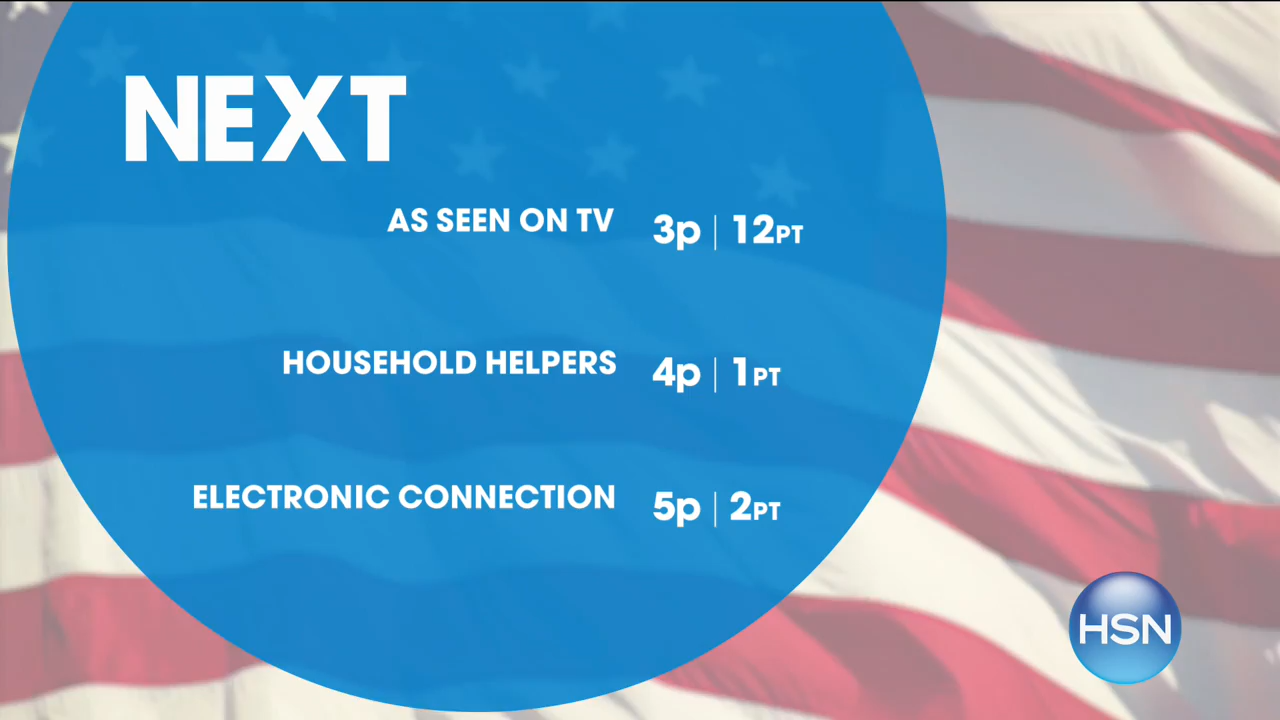 NEXT
AS SEEN ON TV 3p | 12PT
HOUSEHOLD HELPERS 4p | 1PT
ELECTRONIC CONNECTION 5p | 2PT
HSN